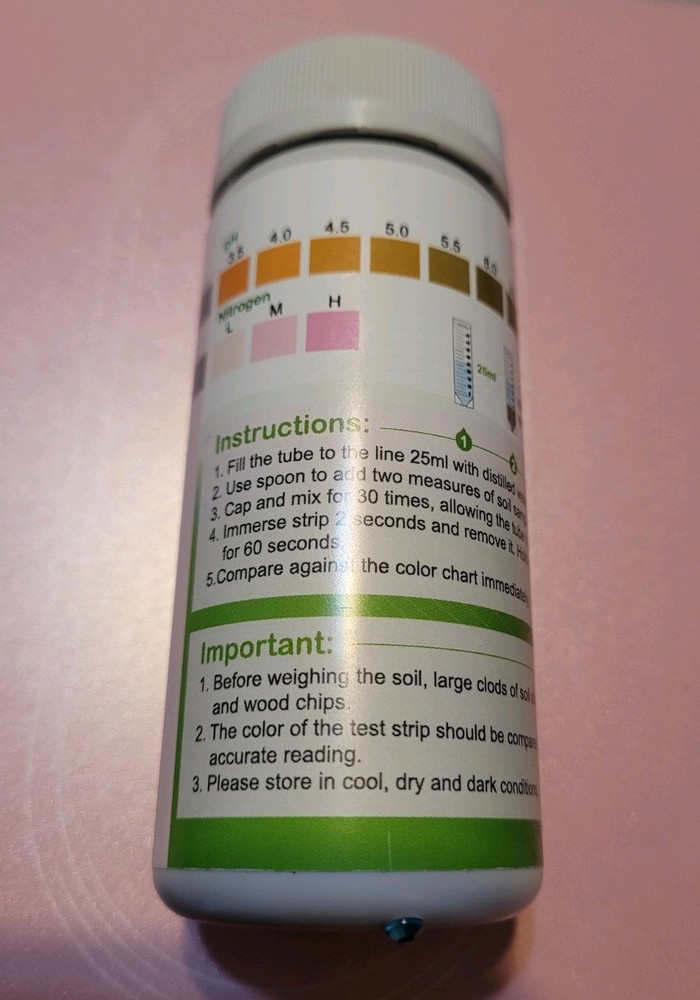 pH
3.5 4.0 4.5 5.0 5.5 6.0
Nitrogen
L M H
25ml
Instructions:
1
2
1. Fill the tube to the line 25ml with distilled
2. Use spoon to add two measures of soil
3. Cap and mix for 30 times, allowing the
4. Immerse strip 2 seconds and remove it.
for 60 seconds.
5.Compare against the color chart immediately
Important:
1. Before weighing the soil, large clods of soil
and wood chips.
2. The color of the test strip should be
accurate reading.
3. Please store in cool, dry and dark